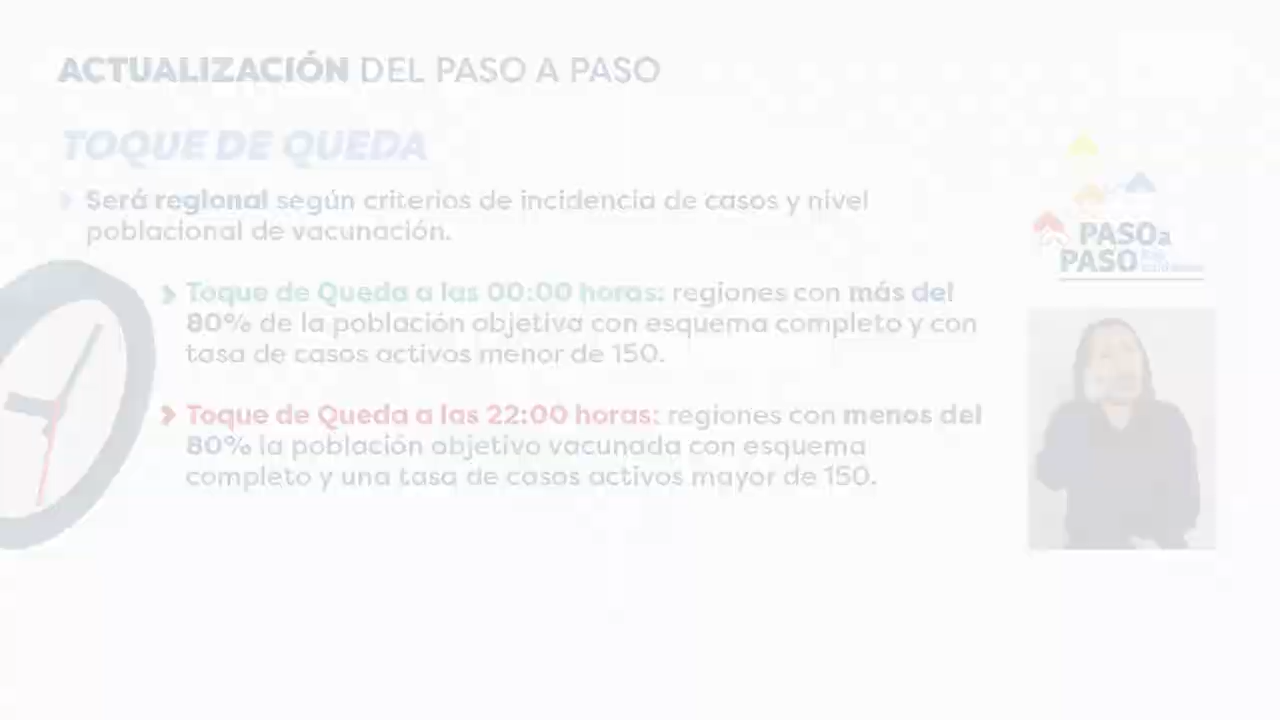 ACTUALIZACIÓN DEL PASO A PASO
TOQUE DE QUEDA
Será regional según criterios de incidencia de casos y nivel
poblacional de vacunación.
Toque de Queda a las 00:00 horas: regiones con más del
80% de la población objetiva con esquema completo y con
tasa de casos activos menor de 150.
Toque de Queda a las 22:00 horas: regiones con menos del
80% la población objetivo vacunada con esquema
completo y una tasa de casos activos mayor de 150.
PASOa
PASO